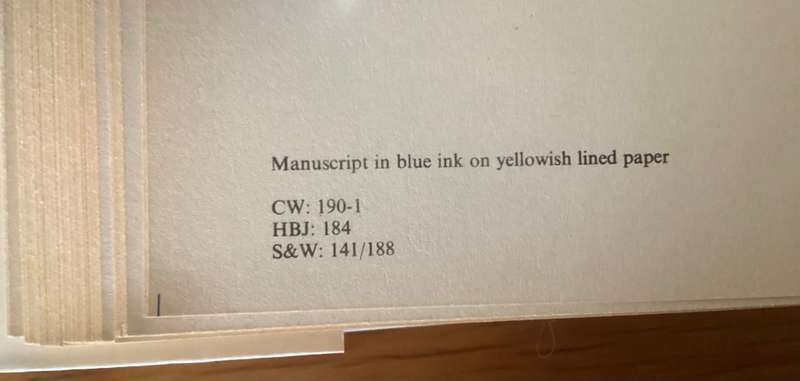 Manuscript in blue ink on yellowish lined paper
CW: 190-1
HBJ: 184
S&W: 141/188